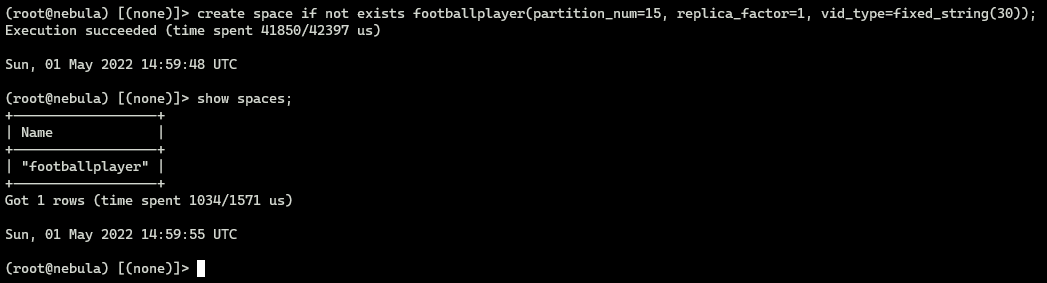 (root@nebula) [(none)]> create space if not exists footballplayer(partition_num=15, replica_factor=1, vid_type=fixed_string(30));
Execution succeeded (time spent 41850/42397 us)
Sun, 01 May 2022 14:59:48 UTC
(root@nebula) [(none)]> show spaces;
+------------------+
| Name             |
+------------------+
| "footballplayer" |
+------------------+
Got 1 rows (time spent 1034/1571 us)
Sun, 01 May 2022 14:59:55 UTC
(root@nebula) [(none)]>